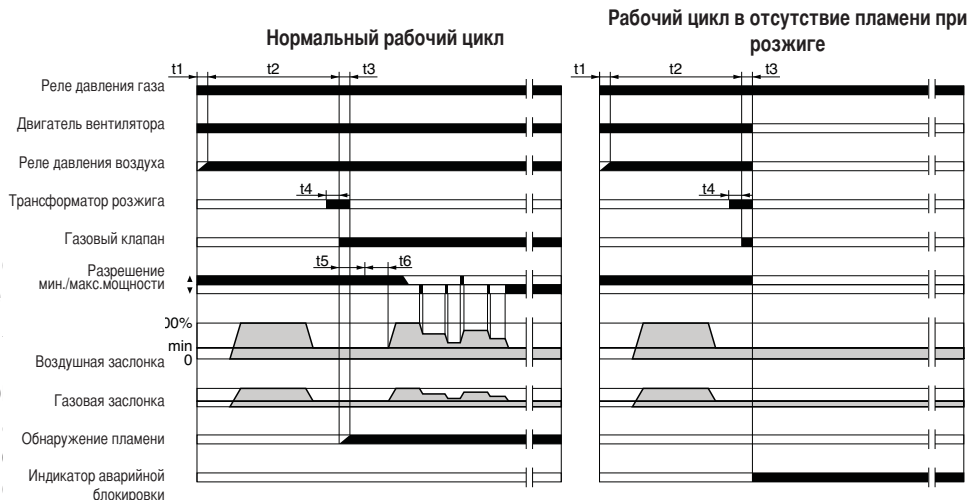 Нормальный рабочий цикл
Рабочий цикл в отсутствие пламени при
розжиге
t1
t2
t3
t1
t2
t3
Реле давления газа
Двигатель вентилятора
Реле давления воздуха
t4
t4
Трансформатор розжига
Газовый клапан
t5
t6
Разрешение
мин./макс.мощности
00%
min
0
Воздушная заслонка
Газовая заслонка
Обнаружение пламени
Индикатор аварийной
блокировки